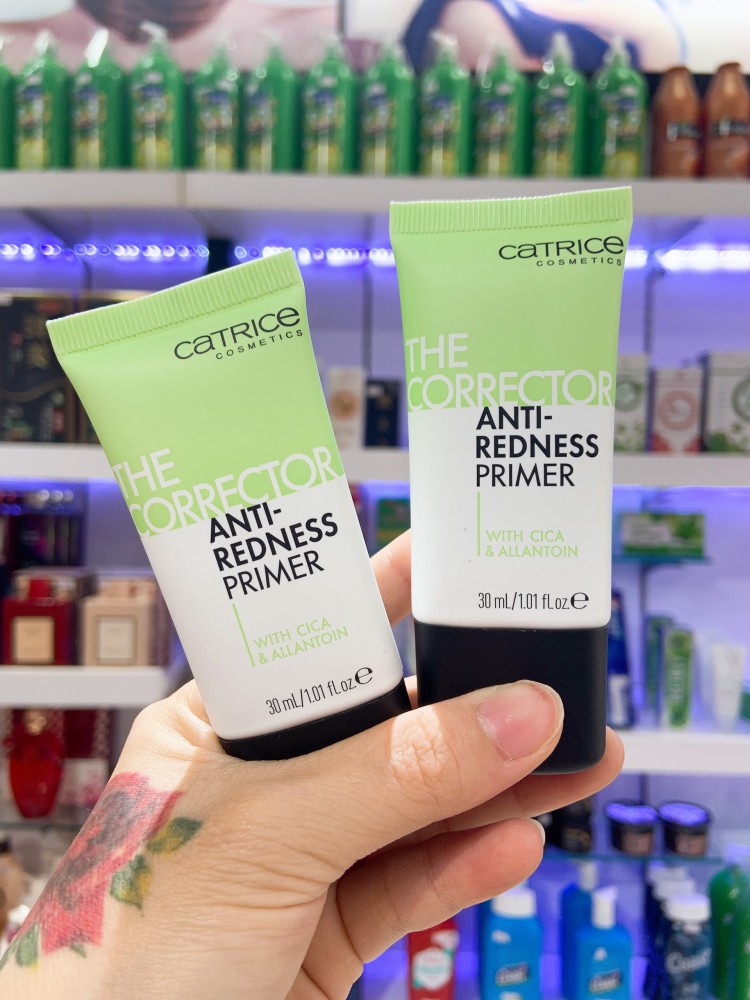 CATRICE
COSMETICS
THE
CORRECTOR
ANTI-
REDNESS
PRIMER
WITH CICA
& ALLANTOIN
30 mL/1.01 fl.oz.℮
CATRICE
COSMETICS
THE
CORRECTOR
ANTI-
REDNESS
PRIMER
WITH CICA
& ALLANTOIN
30 mL/1.01 fl.oz.℮